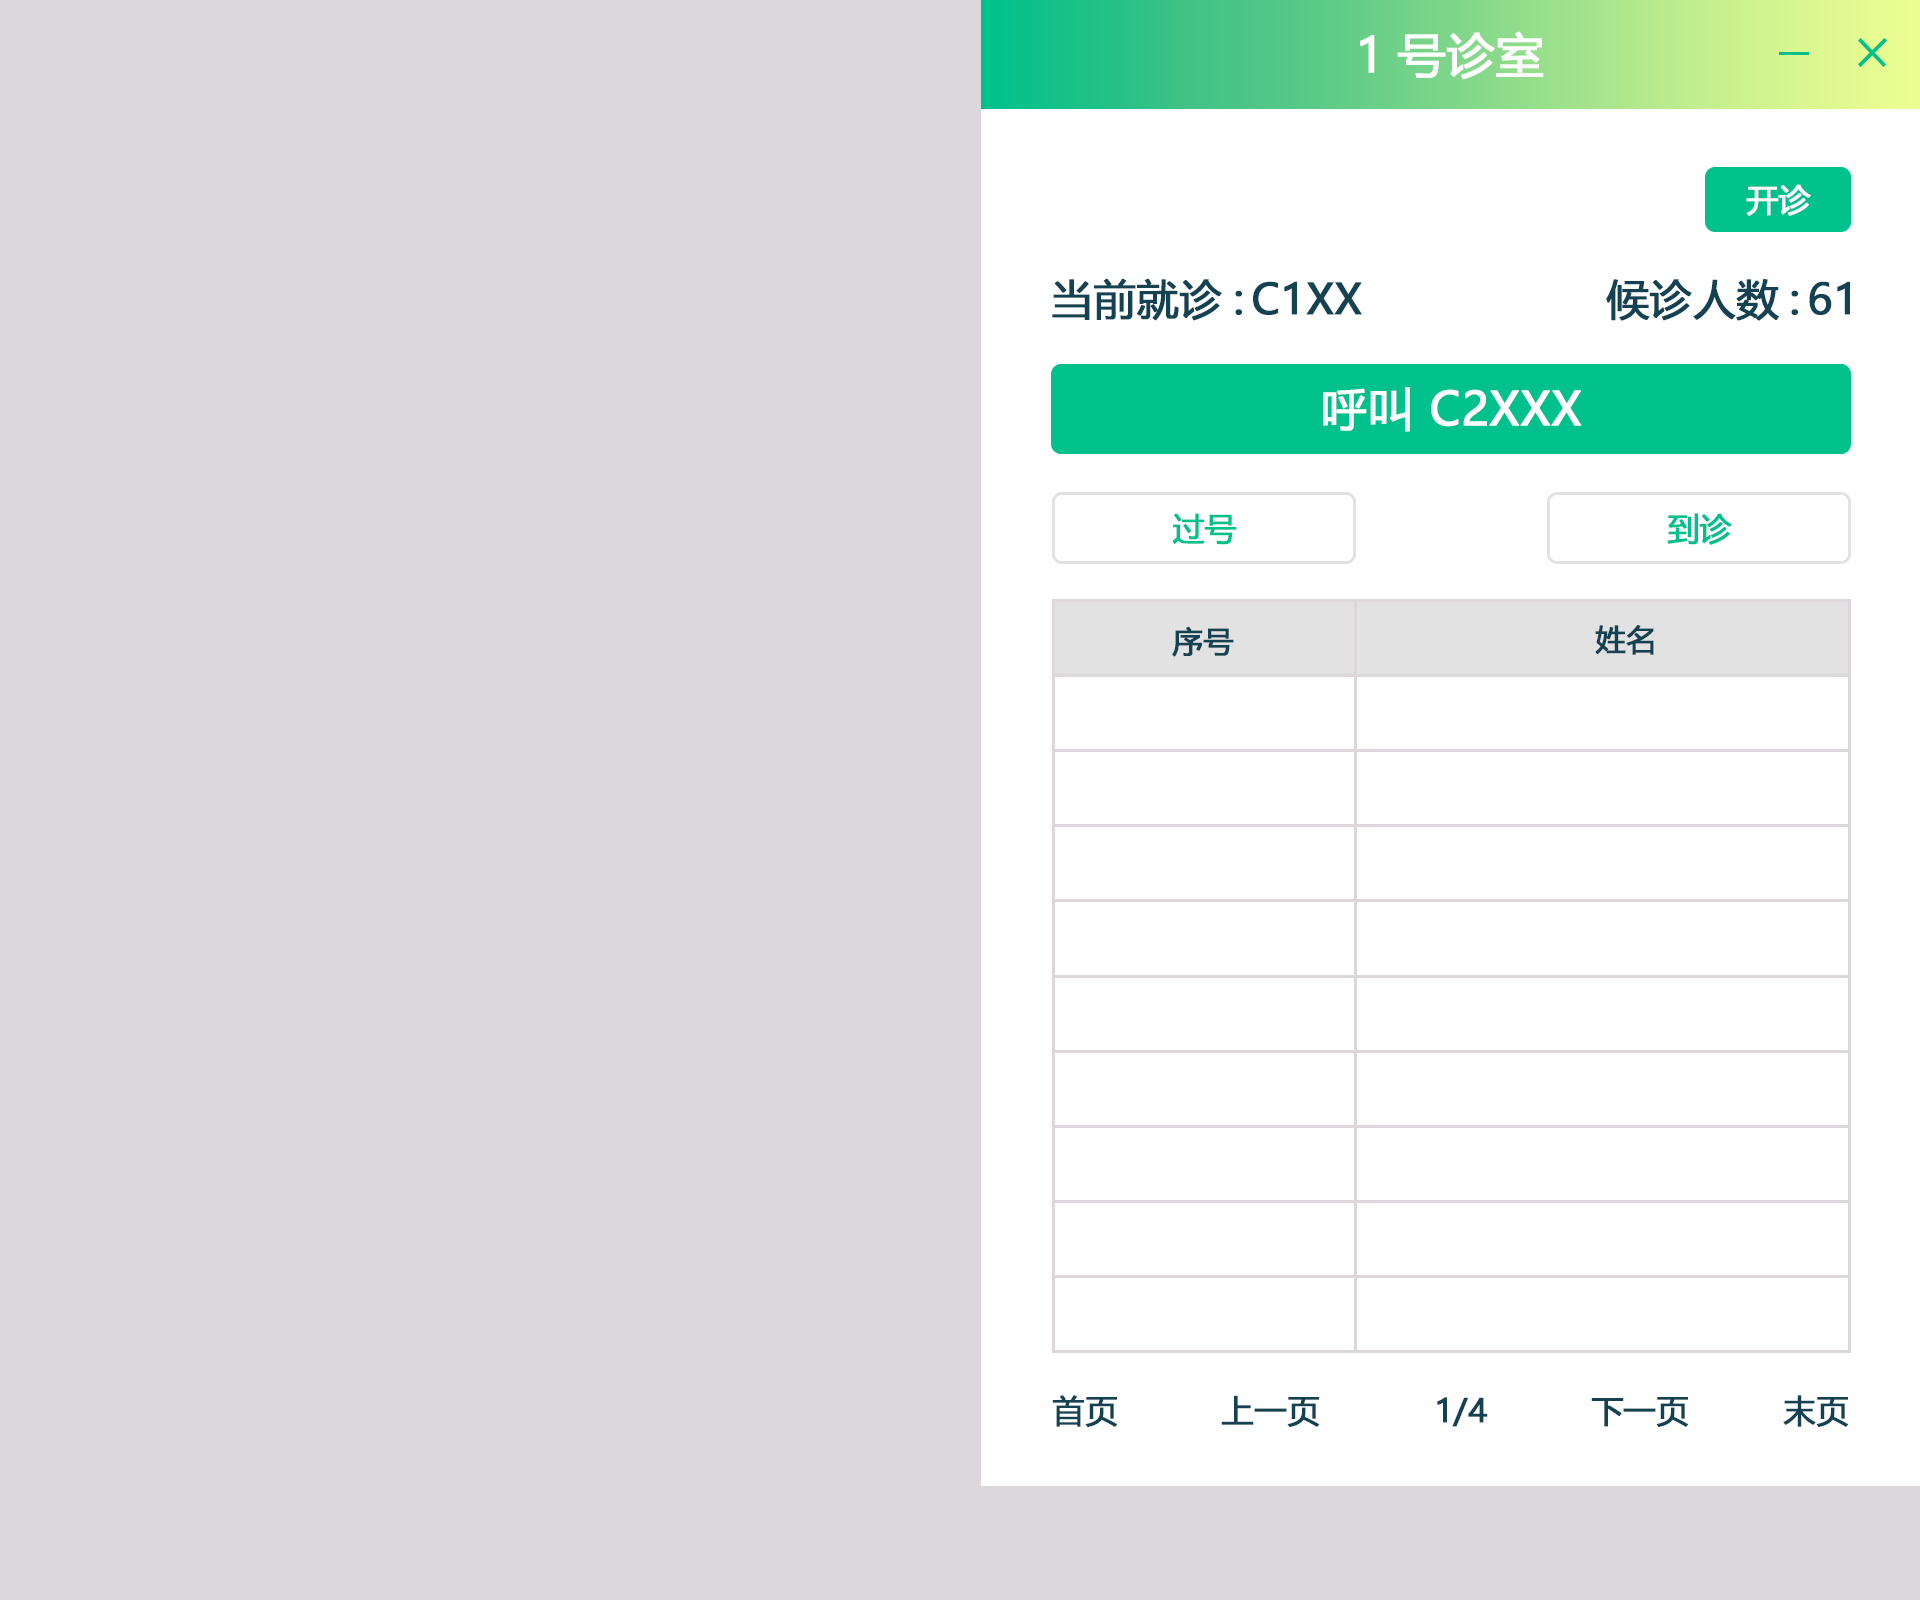 1 号诊室
开诊
当前就诊 : C1XX
候诊人数 : 61
呼叫 C2XXX
过号
到诊
序号 姓名
首页 上一页 1/4 下一页 末页